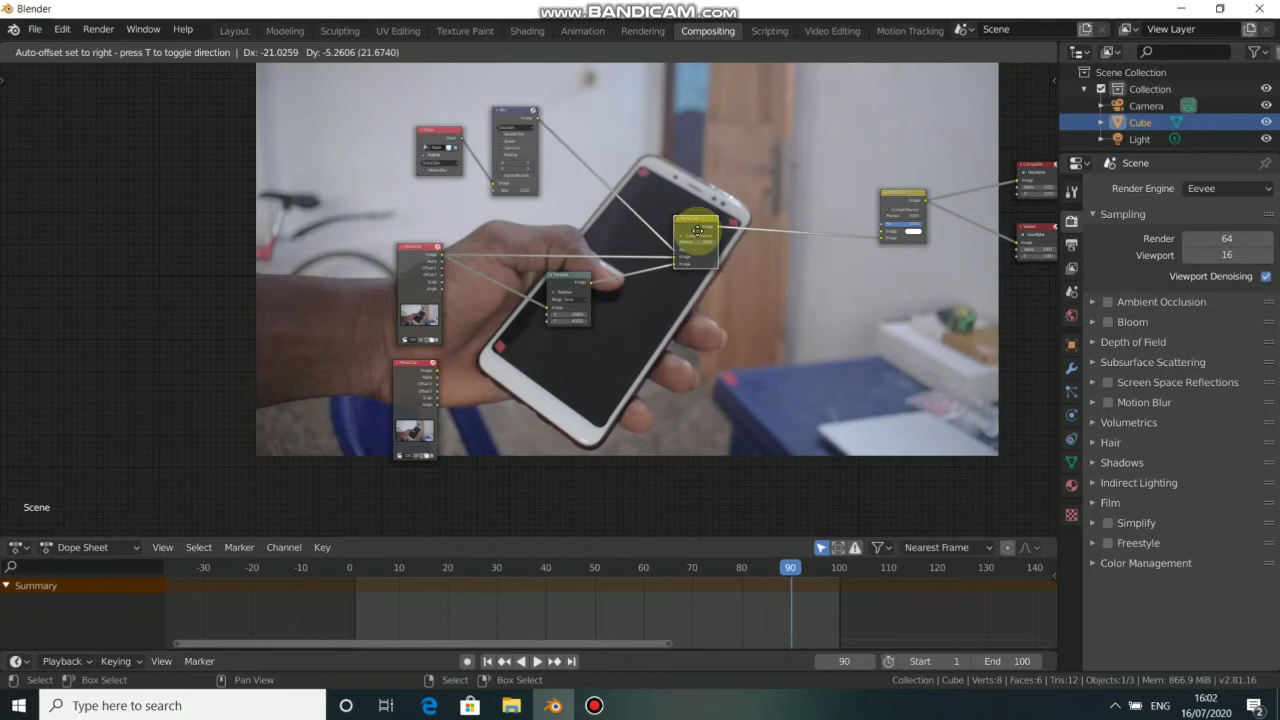 Blender
www.BANDICAM.com
File Edit Render Window Help
Layout Modeling Sculpting UV Editing Texture Paint Shading Animation Rendering Compositing Scripting Video Editing Motion Tracking
Scene
View Layer
Auto-offset set to right - press T to toggle direction | Dx: -21.0259 Dy: -5.2606 (21.6740)
Scene Collection
Collection
Camera
Cube
Light
Scene
Render Engine Eevee
Sampling
Render 64
Viewport 16
Viewport Denoising
Ambient Occlusion
Bloom
Depth of Field
Subsurface Scattering
Screen Space Reflections
Motion Blur
Volumetrics
Hair
Shadows
Indirect Lighting
Film
Simplify
Freestyle
Color Management
Scene
Dope Sheet View Select Marker Channel Key Nearest Frame
-30 -20 -10 0 10 20 30 40 50 60 70 80 90 100 110 120 130 140
Summary
Playback Keying View Marker 90 Start 1 End 100
Select Box Select Pan View Select Box Select
Collection | Cube | Verts:8 | Faces:6 | Tris:12 | Objects:1/3 | Mem: 866.9 MiB | v2.81.16
Type here to search
ENG
16:02
16/07/2020
2